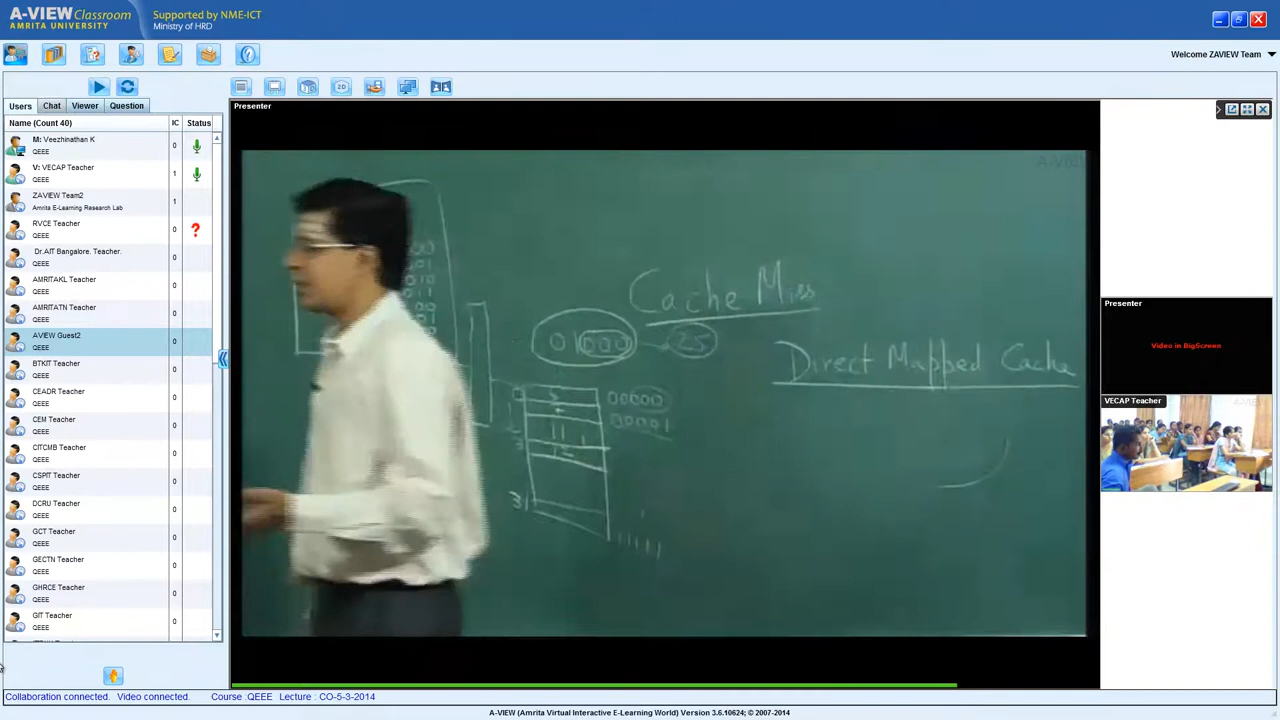 A-VIEW Classroom
AMRITA UNIVERSITY
Supported by NME-ICT
Ministry of HRD
Welcome ZAVIEW Team
2D
Users Chat Viewer Question
Name (Count 40) IC Status
M: Veezhinathan K
QEEE
0
V: VECAP Teacher
QEEE
1
ZAVIEW Team2
Amrita E-Learning Research Lab
1
RVCE Teacher
QEEE
0 ?
Dr.AIT Bangalore. Teacher.
QEEE
0
AMRITAKL Teacher
QEEE
0
AMRITATN Teacher
QEEE
0
AVIEW Guest2
QEEE
0
BTKIT Teacher
QEEE
0
CEADR Teacher
QEEE
0
CEM Teacher
QEEE
0
CITCMB Teacher
QEEE
0
CSPIT Teacher
QEEE
0
DCRU Teacher
QEEE
0
GCT Teacher
QEEE
0
GECTN Teacher
QEEE
0
GHRCE Teacher
QEEE
0
GIT Teacher
QEEE
0
Presenter
Cache Miss
01000 25
Direct Mapped Cache
00000
00001
31
11111
Presenter
Video in BigScreen
VECAP Teacher
Collaboration connected. Video connected. Course :QEEE Lecture : CO-5-3-2014
A-VIEW (Amrita Virtual Interactive E-Learning World) Version 3.6.10624; © 2007-2014